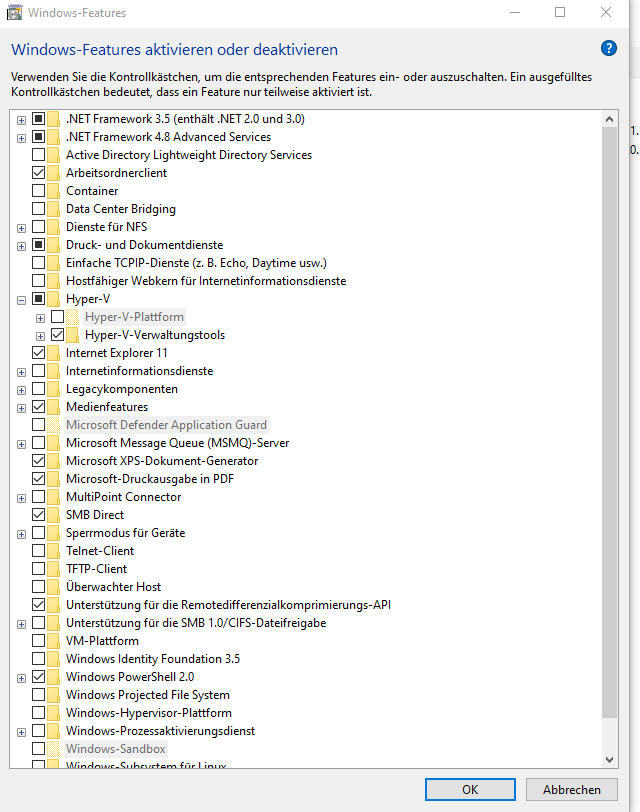 Windows-Features
Windows-Features aktivieren oder deaktivieren
?
Verwenden Sie die Kontrollkästchen, um die entsprechenden Features ein- oder auszuschalten. Ein ausgefülltes
Kontrollkästchen bedeutet, dass ein Feature nur teilweise aktiviert ist.
.NET Framework 3.5 (enthält .NET 2.0 und 3.0)
.NET Framework 4.8 Advanced Services
Active Directory Lightweight Directory Services
Arbeitsordnerclient
Container
Data Center Bridging
Dienste für NFS
Druck- und Dokumentdienste
Einfache TCPIP-Dienste (z. B. Echo, Daytime usw.)
Hostfähiger Webkern für Internetinformationsdienste
Hyper-V
Hyper-V-Plattform
Hyper-V-Verwaltungstools
Internet Explorer 11
Internetinformationsdienste
Legacykomponenten
Medienfeatures
Microsoft Defender Application Guard
Microsoft Message Queue (MSMQ)-Server
Microsoft XPS-Dokument-Generator
Microsoft-Druckausgabe in PDF
MultiPoint Connector
SMB Direct
Sperrmodus für Geräte
Telnet-Client
TFTP-Client
Überwachter Host
Unterstützung für die Remotedifferenzialkomprimierungs-API
Unterstützung für die SMB 1.0/CIFS-Dateifreigabe
VM-Plattform
Windows Identity Foundation 3.5
Windows PowerShell 2.0
Windows Projected File System
Windows-Hypervisor-Plattform
Windows-Prozessaktivierungsdienst
Windows-Sandbox
Windows-Subsystem für Linux
OK
Abbrechen
1.
0.